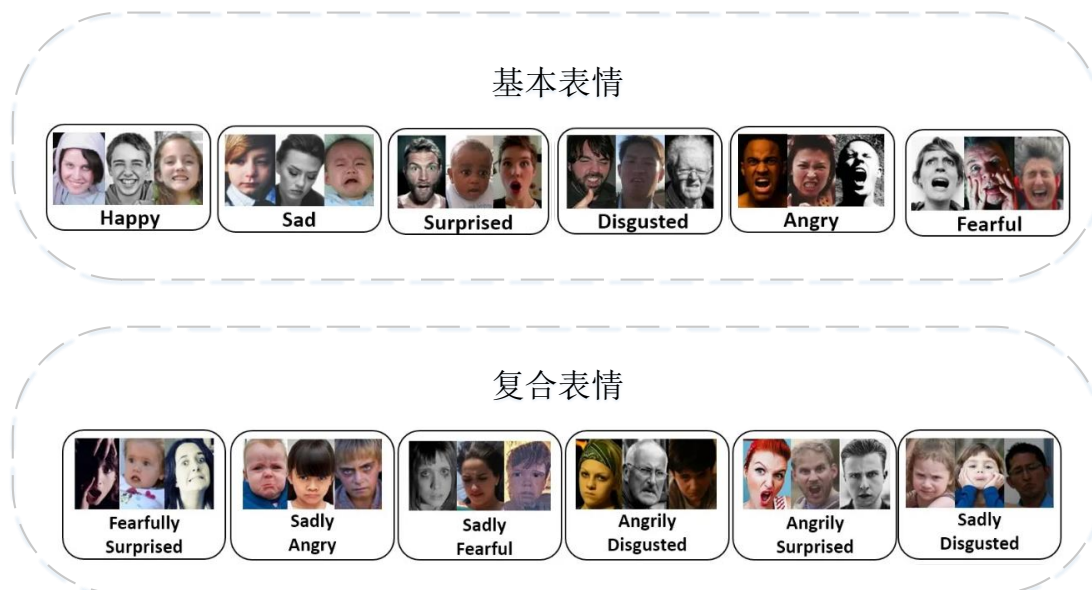 基本表情
Happy
Sad
Surprised
Disgusted
Angry
Fearful
复合表情
Fearfully
Surprised
Sadly
Angry
Sadly
Fearful
Angrily
Disgusted
Angrily
Surprised
Sadly
Disgusted